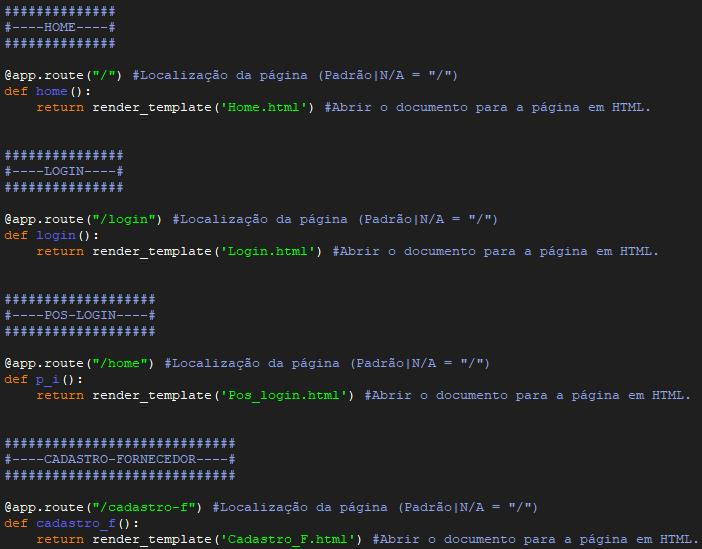 ##############
#----HOME----#
##############
@app.route("/") #Localização da página (Padrão|N/A = "/")
def home():
return render_template('Home.html') #Abrir o documento para a página em HTML.
###############
#----LOGIN----#
###############
@app.route("/login") #Localização da página (Padrão|N/A = "/")
def login():
return render_template('Login.html') #Abrir o documento para a página em HTML.
###################
#----POS-LOGIN----#
###################
@app.route("/home") #Localização da página (Padrão|N/A = "/")
def p_i():
return render_template('Pos_login.html') #Abrir o documento para a página em HTML.
#############################
#----CADASTRO-FORNECEDOR----#
#############################
@app.route("/cadastro-f") #Localização da página (Padrão|N/A = "/")
def cadastro_f():
return render_template('Cadastro_F.html') #Abrir o documento para a página em HTML.